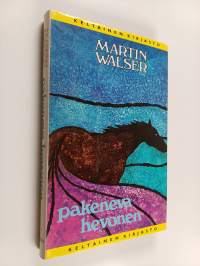 KELTAINEN KIRJASTO
MARTIN
WALSER
pakeneva
hevonen
KELTAINEN KIRJASTO